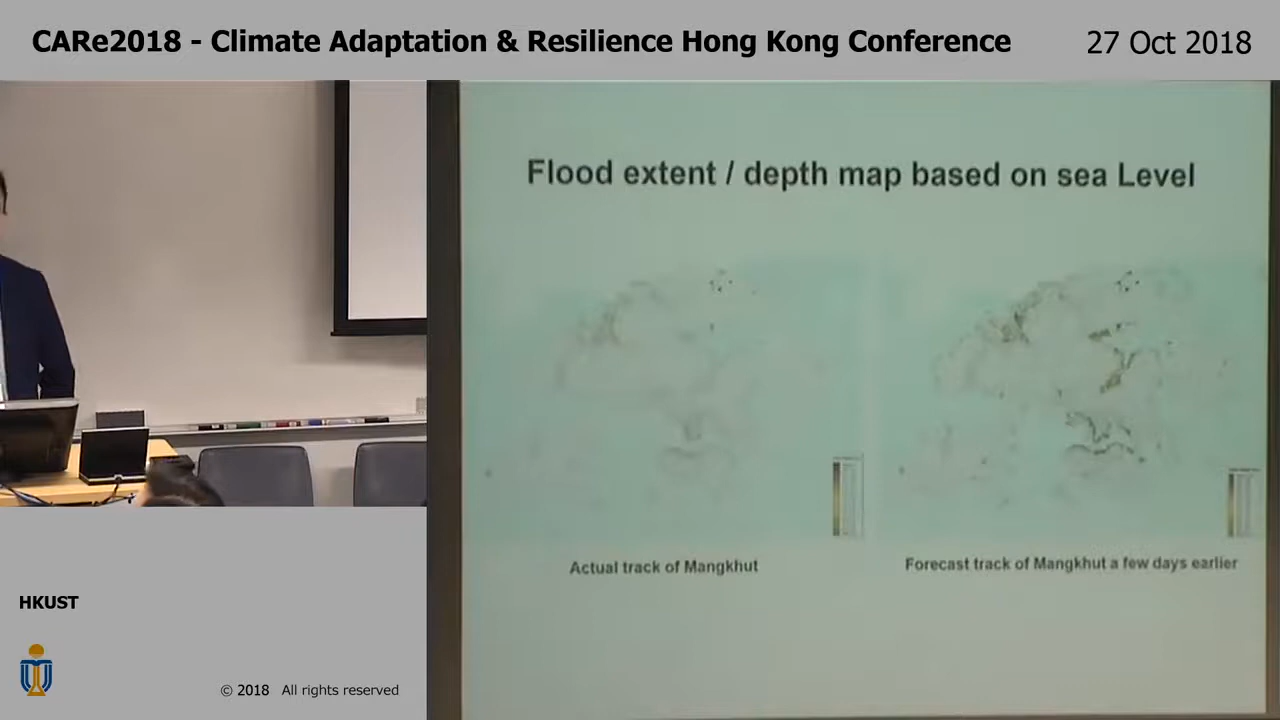 CARe2018 - Climate Adaptation & Resilience Hong Kong Conference
27 Oct 2018
Flood extent / depth map based on sea Level
Actual track of Mangkhut
Forecast track of Mangkhut a few days earlier
HKUST
© 2018 All rights reserved